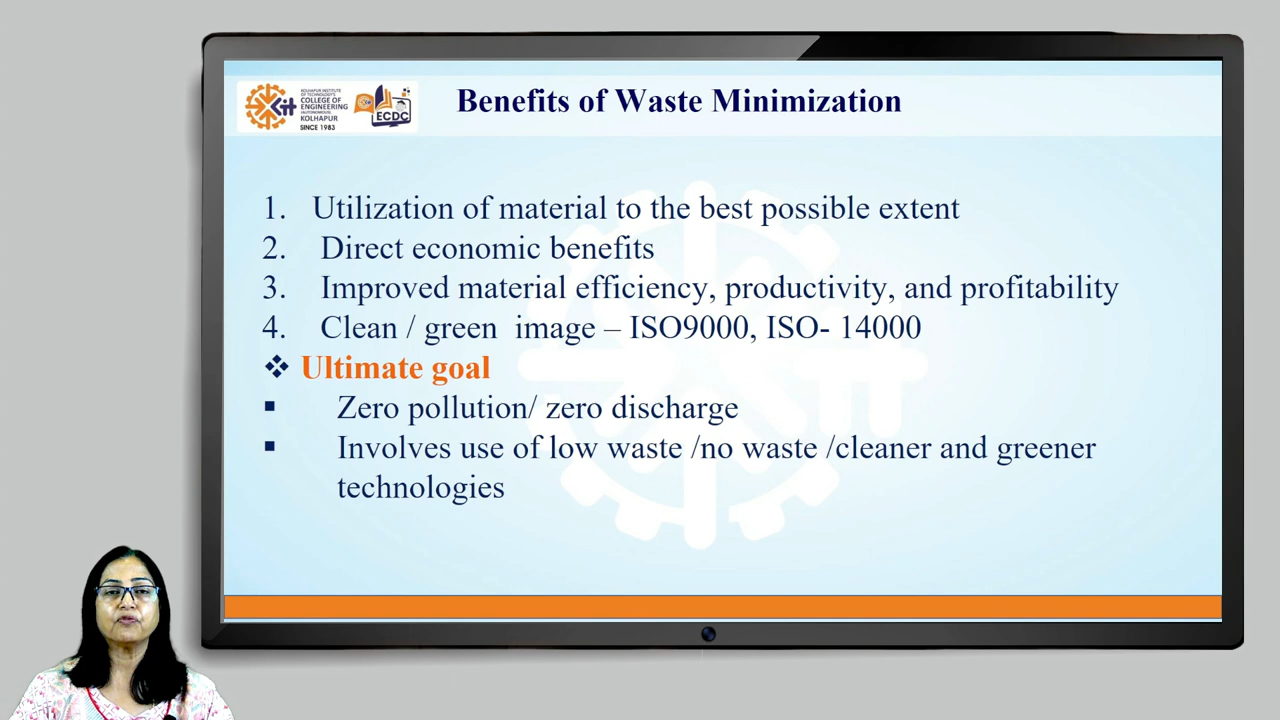 KOLHAPUR INSTITUTE
OF TECHNOLOGY'S
COLLEGE OF
ENGINEERING
(AUTONOMOUS)
KOLHAPUR
SINCE 1983
ECDC
Benefits of Waste Minimization
1. Utilization of material to the best possible extent
2. Direct economic benefits
3. Improved material efficiency, productivity, and profitability
4. Clean / green image – ISO9000, ISO- 14000
❖ Ultimate goal
▪ Zero pollution/ zero discharge
▪ Involves use of low waste /no waste /cleaner and greener
technologies